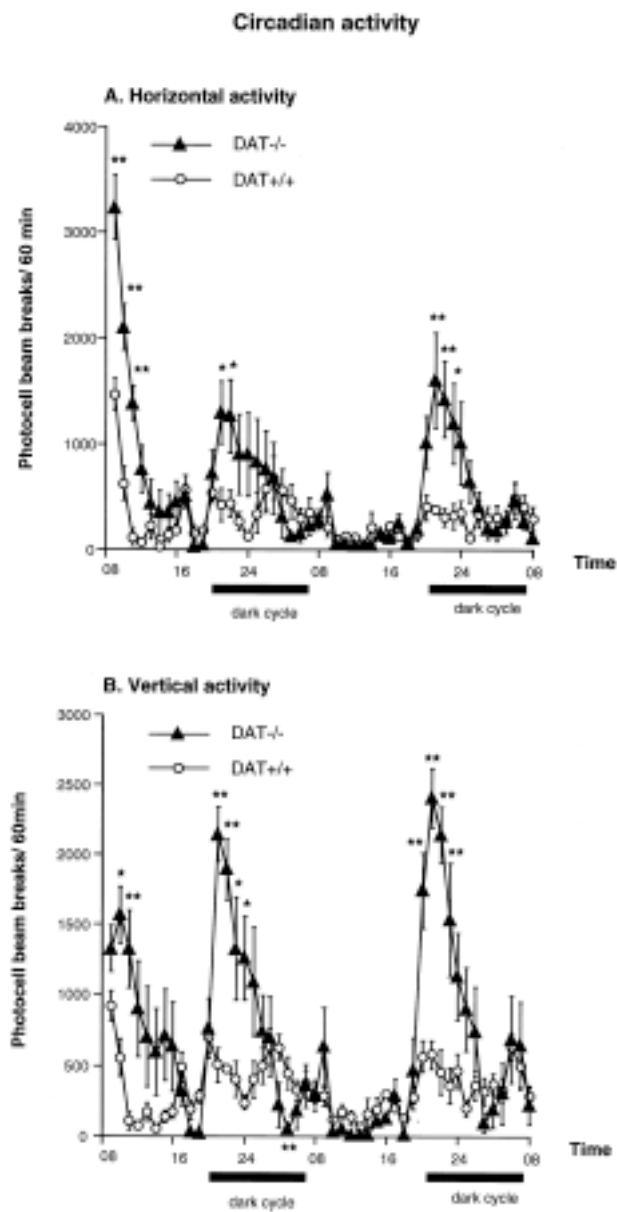 Circadian activity
A. Horizontal activity
DAT-/-
DAT+/+
Photocell beam breaks/ 60 min
4000
3000
2000
1000
0
** ** ** * * ** ** *
08 16 24 08 16 24 08
Time
dark cycle dark cycle
B. Vertical activity
DAT-/-
DAT+/+
Photocell beam breaks/ 60min
3000
2500
2000
1500
1000
500
0
* ** ** ** * * ** ** ** **
**
08 16 24 08 16 24 08
Time
dark cycle dark cycle